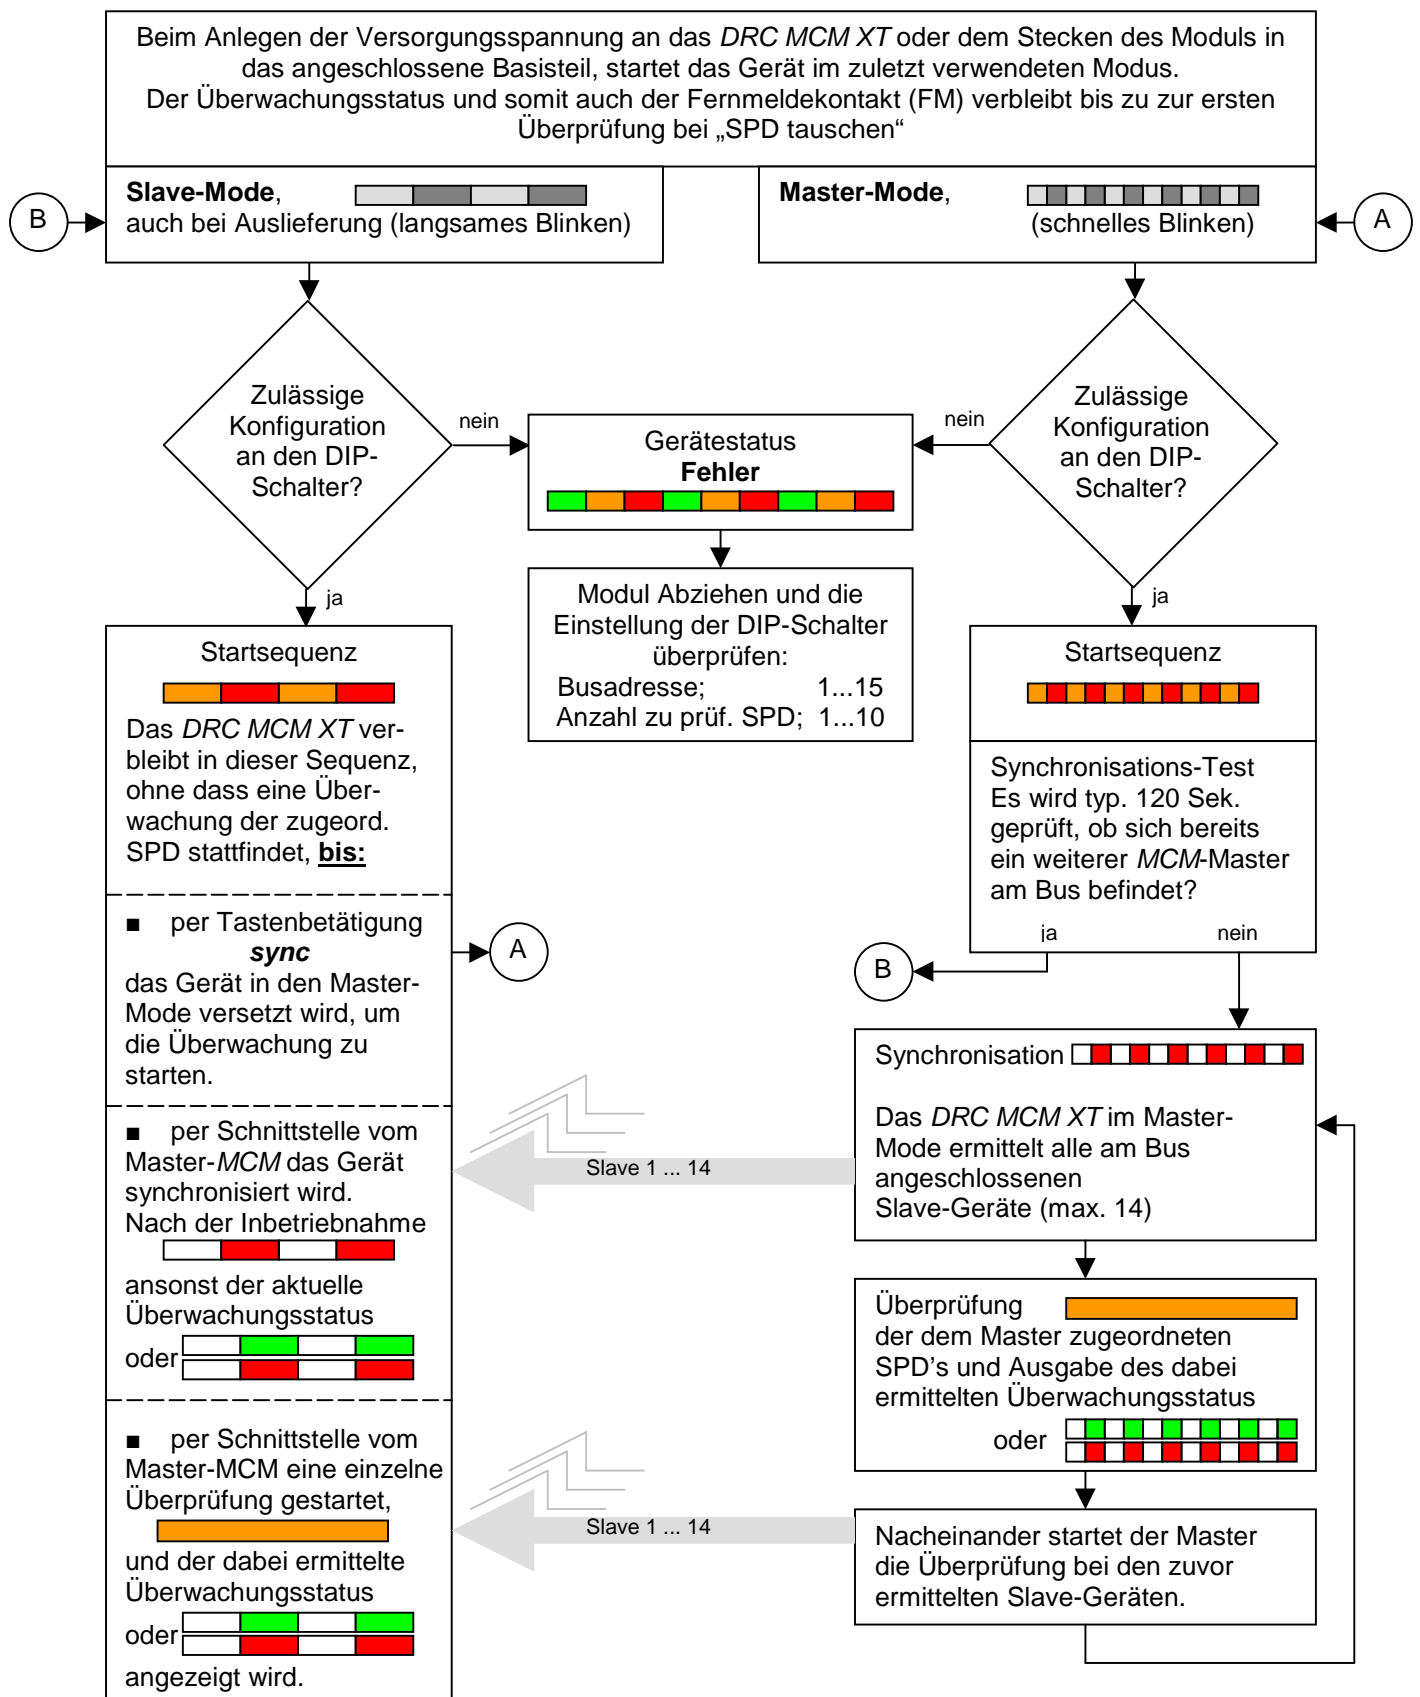 Beim Anlegen der Versorgungsspannung an das DRC MCM XT oder dem Stecken des Moduls in
das angeschlossene Basisteil, startet das Gerät im zuletzt verwendeten Modus.
Der Überwachungsstatus und somit auch der Fernmeldekontakt (FM) verbleibt bis zu zur ersten
Überprüfung bei „SPD tauschen“
B
Slave-Mode,
auch bei Auslieferung (langsames Blinken)
Master-Mode,
(schnelles Blinken)
A
Zulässige
Konfiguration
an den DIP-
Schalter?
nein
ja
Gerätestatus
Fehler
Modul Abziehen und die
Einstellung der DIP-Schalter
überprüfen:
Busadresse; 1...15
Anzahl zu prüf. SPD; 1...10
nein
Zulässige
Konfiguration
an den DIP-
Schalter?
ja
Startsequenz
Das DRC MCM XT ver-
bleibt in dieser Sequenz,
ohne dass eine Über-
wachung der zugeord.
SPD stattfindet, bis:
■ per Tastenbetätigung
sync
das Gerät in den Master-
Mode versetzt wird, um
die Überwachung zu
starten.
A
■ per Schnittstelle vom
Master-MCM das Gerät
synchronisiert wird.
Nach der Inbetriebnahme
ansonst der aktuelle
Überwachungsstatus
oder
■ per Schnittstelle vom
Master-MCM eine einzelne
Überprüfung gestartet,
und der dabei ermittelte
Überwachungsstatus
oder
angezeigt wird.
Startsequenz
Synchronisations-Test
Es wird typ. 120 Sek.
geprüft, ob sich bereits
ein weiterer MCM-Master
am Bus befindet?
ja
nein
B
Synchronisation
Das DRC MCM XT im Master-
Mode ermittelt alle am Bus
angeschlossenen
Slave-Geräte (max. 14)
Slave 1 ... 14
Überprüfung
der dem Master zugeordneten
SPD's und Ausgabe des dabei
ermittelten Überwachungsstatus
oder
Slave 1 ... 14
Nacheinander startet der Master
die Überprüfung bei den zuvor
ermittelten Slave-Geräten.